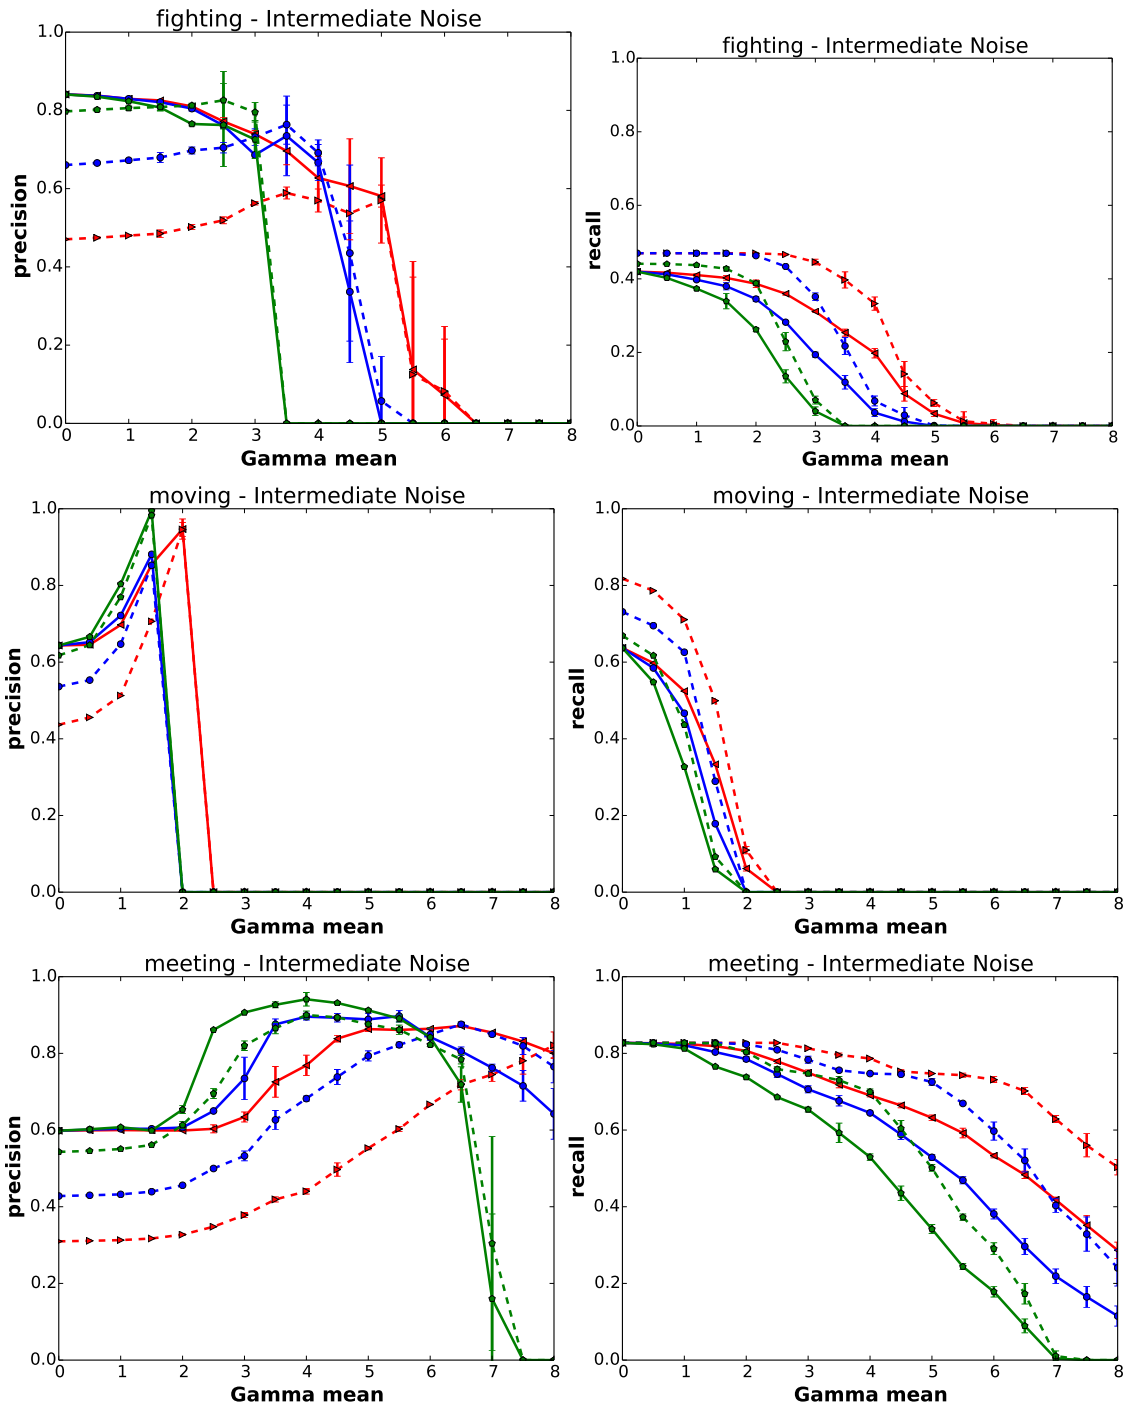 fighting - Intermediate Noise
1.0
0.8
0.6
0.4
0.2
0.0
precision
0 1 2 3 4 5 6 7 8
Gamma mean
fighting - Intermediate Noise
1.0
0.8
0.6
0.4
0.2
0.0
recall
0 1 2 3 4 5 6 7 8
Gamma mean
moving - Intermediate Noise
1.0
0.8
0.6
0.4
0.2
0.0
precision
0 1 2 3 4 5 6 7 8
Gamma mean
moving - Intermediate Noise
1.0
0.8
0.6
0.4
0.2
0.0
recall
0 1 2 3 4 5 6 7 8
Gamma mean
meeting - Intermediate Noise
1.0
0.8
0.6
0.4
0.2
0.0
precision
0 1 2 3 4 5 6 7 8
Gamma mean
meeting - Intermediate Noise
1.0
0.8
0.6
0.4
0.2
0.0
recall
0 1 2 3 4 5 6 7 8
Gamma mean